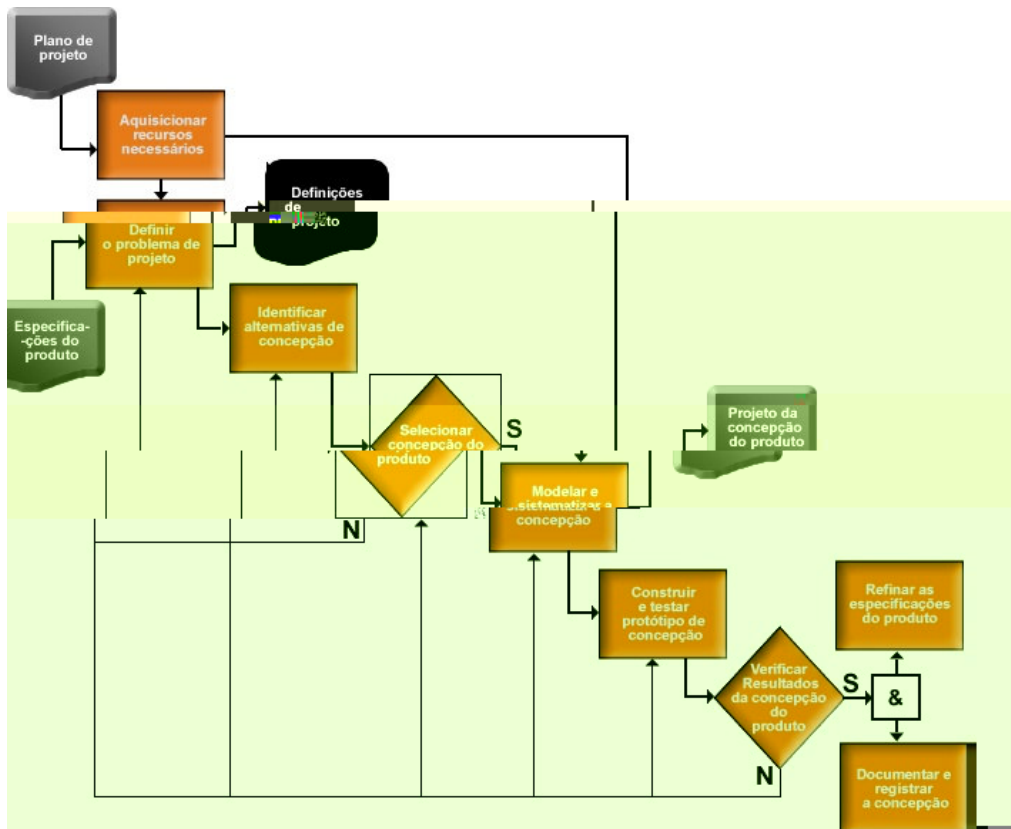 Plano de
projeto
Aquisicionar
recursos
necessários
Definições
de
projeto
Definir
o problema de
projeto
Especifica-
-ções do
produto
Identificar
alternativas de
concepção
Selecionar
concepção do
produto
S
N
Projeto da
concepção
do produto
Modelar e
sistematizar a
concepção
Construir
e testar
protótipo de
concepção
Refinar as
especificações
do produto
Verificar
Resultados
da concepção
do
produto
S
&
N
Documentar e
registrar
a concepção